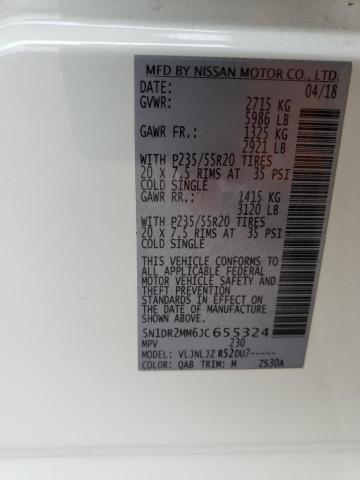 MFD BY NISSAN MOTOR CO., LTD.
DATE: 04/18
GVWR: 2715 KG
5986 LB
GAWR FR.: 1325 KG
2921 LB
WITH P235/55R20 TIRES
20 X 7.5 RIMS AT 35 PSI
COLD SINGLE
GAWR RR.: 1415 KG
3120 LB
WITH P235/55R20 TIRES
20 X 7.5 RIMS AT 35 PSI
COLD SINGLE
THIS VEHICLE CONFORMS TO
ALL APPLICABLE FEDERAL
MOTOR VEHICLE SAFETY AND
THEFT PREVENTION
STANDARDS IN EFFECT ON
THE DATE OF MANUFACTURE
SHOWN ABOVE.
5N1DR2MM6JC655324
MPV 230
MODEL: VLJNLJZ R52DU7-----
COLOR: QAB TRIM: M ZS30A